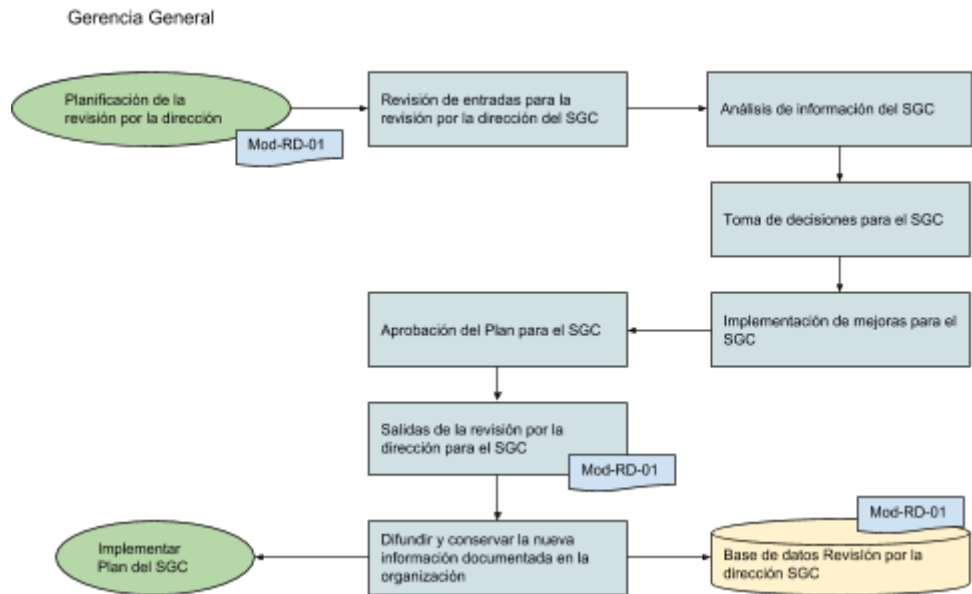 Gerencia General
Planificación de la
revisión por la dirección
Mod-RD-01
Revisión de entradas para la
revisión por la dirección del SGC
Análisis de información del SGC
Toma de decisiones para el SGC
Implementación de mejoras para el
SGC
Aprobación del Plan para el SGC
Salidas de la revisión por la
dirección para el SGC
Mod-RD-01
Difundir y conservar la nueva
información documentada en la
organización
Implementar
Plan del SGC
Mod-RD-01
Base de datos Revisión por la
dirección SGC